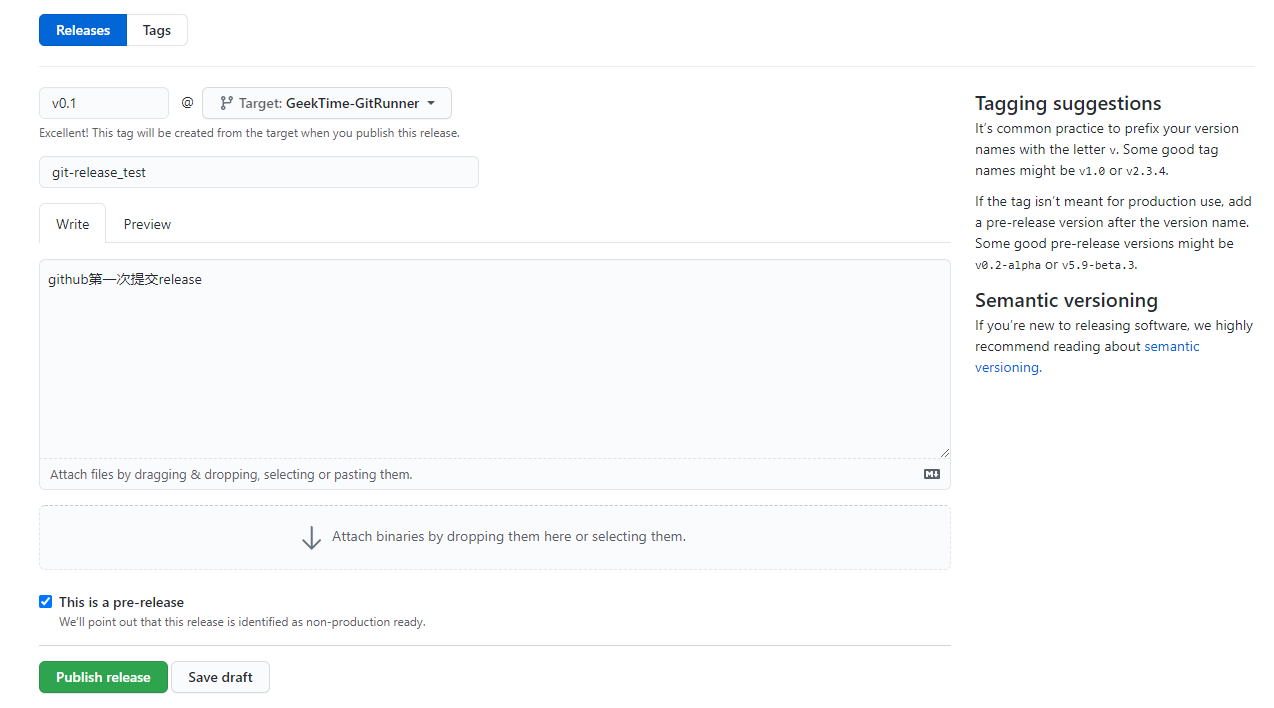 Releases Tags
v0.1 @ Target: GeekTime-GitRunner
Excellent! This tag will be created from the target when you publish this release.
git-release_test
Write Preview
github第一次提交release
Attach files by dragging & dropping, selecting or pasting them.
Attach binaries by dropping them here or selecting them.
This is a pre-release
We'll point out that this release is identified as non-production ready.
Publish release Save draft
Tagging suggestions
It's common practice to prefix your version
names with the letter v. Some good tag
names might be v1.0 or v2.3.4.
If the tag isn't meant for production use, add
a pre-release version after the version name.
Some good pre-release versions might be
v0.2-alpha or v5.9-beta.3.
Semantic versioning
If you're new to releasing software, we highly
recommend reading about semantic
versioning.